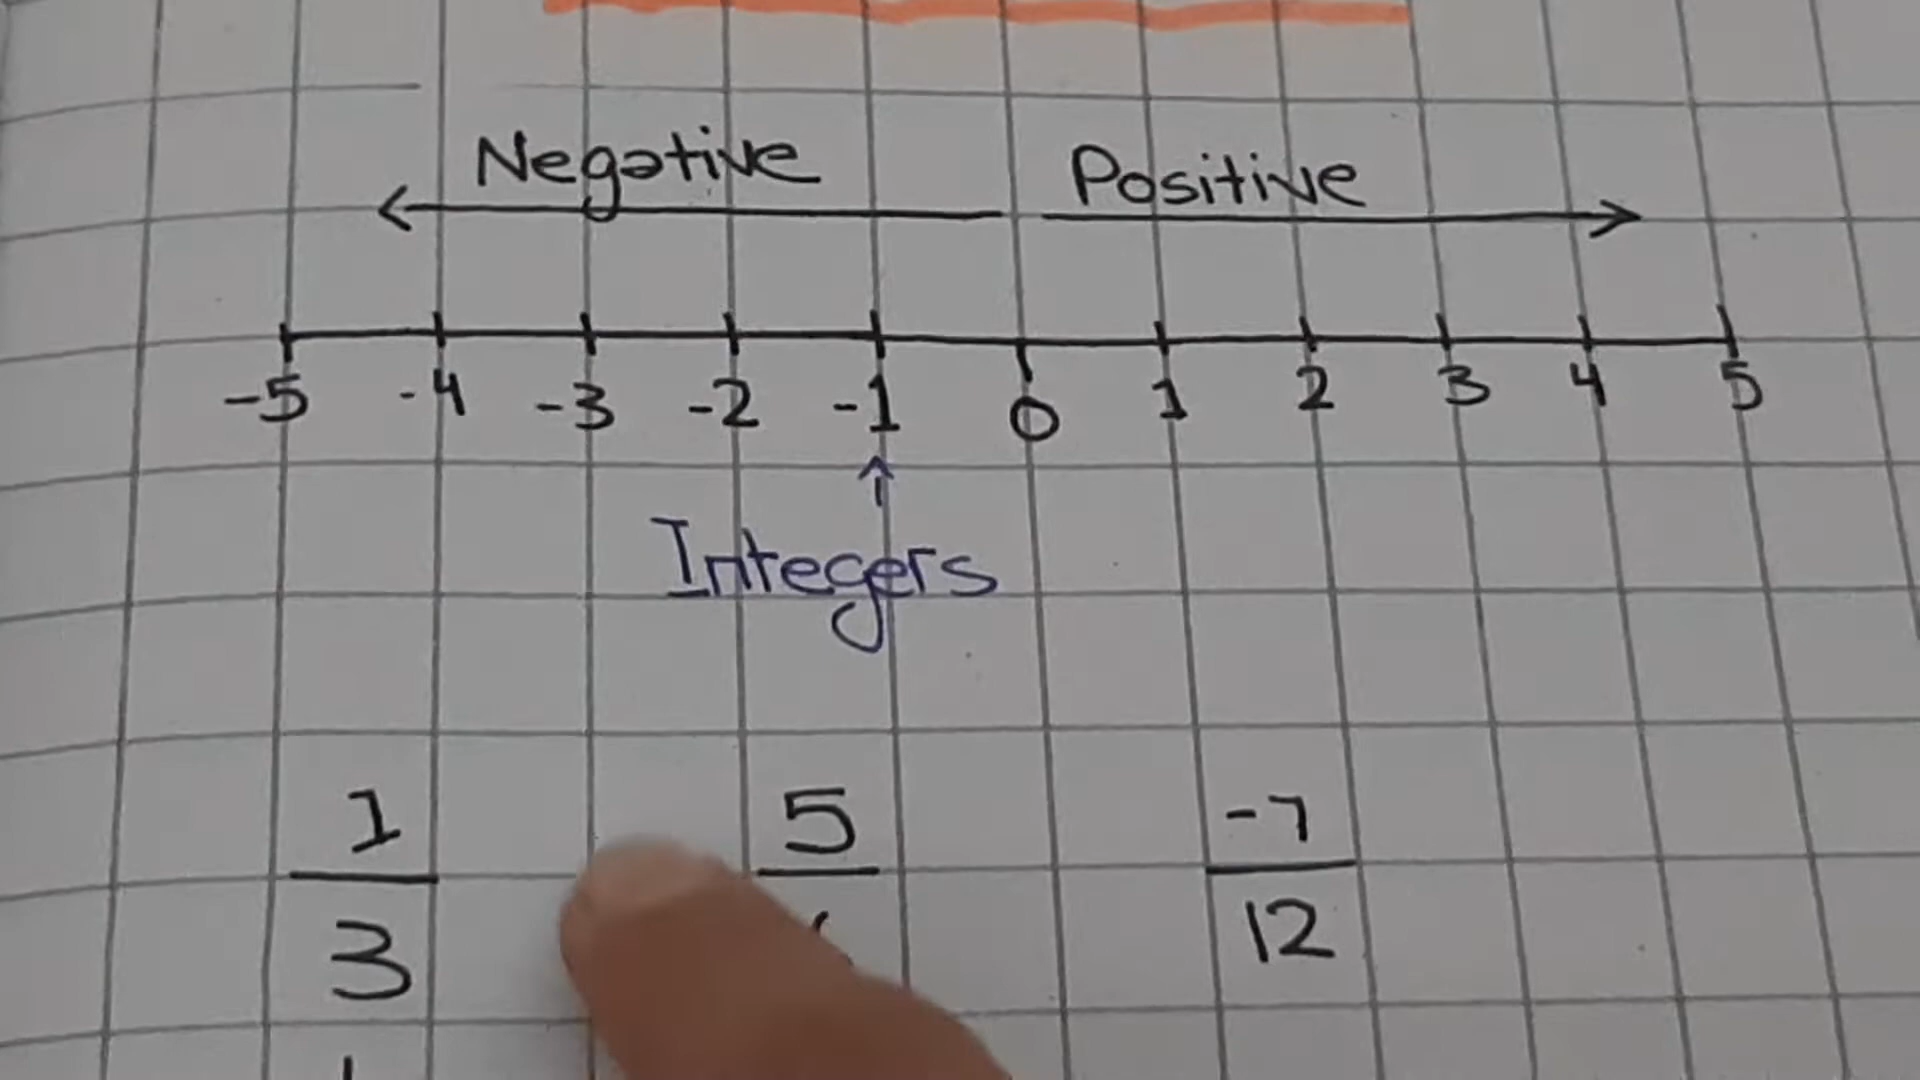 Negative Positive
-5 -4 -3 -2 -1 0 1 2 3 4 5
Integers
1 5 -7
3 12